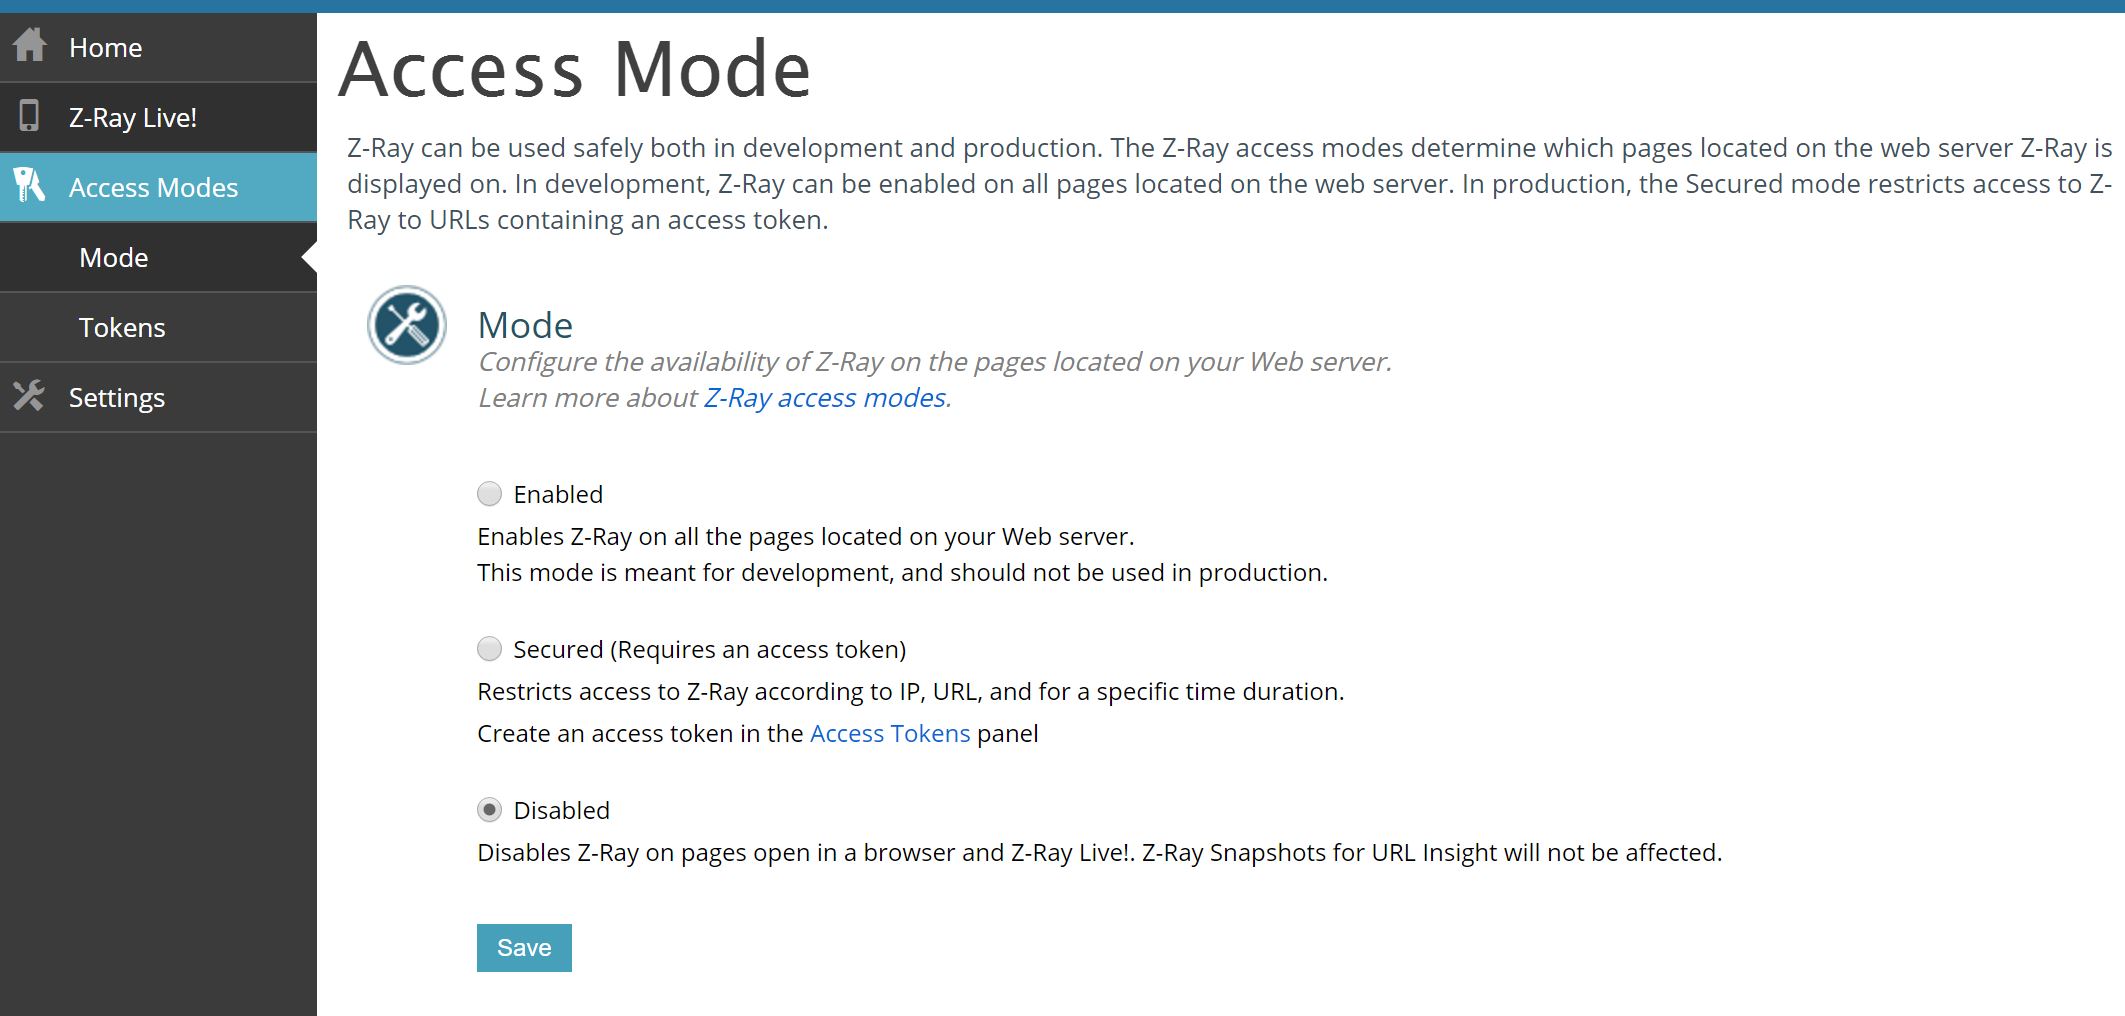 Home
Z-Ray Live!
Access Modes
Mode
Tokens
Settings
Access Mode
Z-Ray can be used safely both in development and production. The Z-Ray access modes determine which pages located on the web server Z-Ray is
displayed on. In development, Z-Ray can be enabled on all pages located on the web server. In production, the Secured mode restricts access to Z-
Ray to URLs containing an access token.
Mode
Configure the availability of Z-Ray on the pages located on your Web server.
Learn more about Z-Ray access modes.
Enabled
Enables Z-Ray on all the pages located on your Web server.
This mode is meant for development, and should not be used in production.
Secured (Requires an access token)
Restricts access to Z-Ray according to IP, URL, and for a specific time duration.
Create an access token in the Access Tokens panel
Disabled
Disables Z-Ray on pages open in a browser and Z-Ray Live!. Z-Ray Snapshots for URL Insight will not be affected.
Save